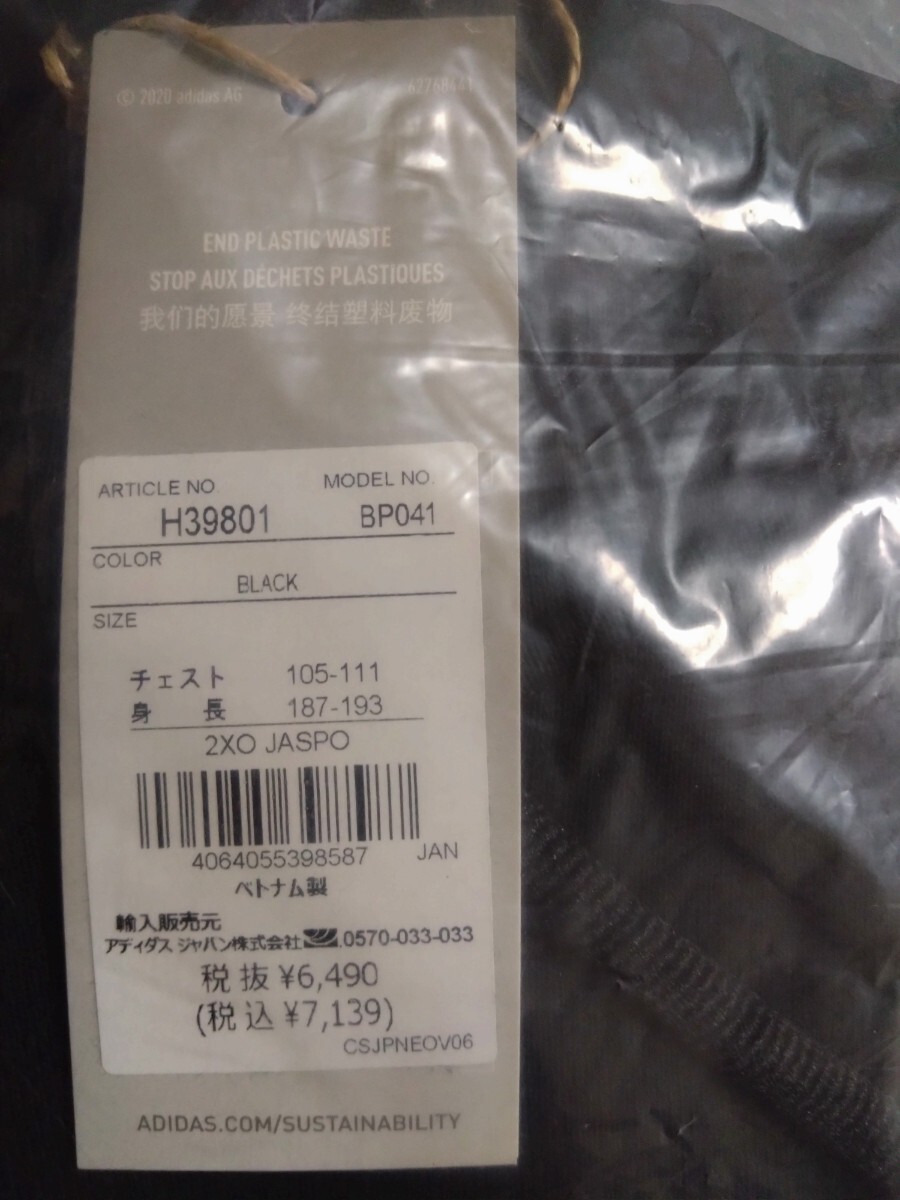 © 2020 adidas AG
END PLASTIC WASTE
STOP AUX DÉCHETS PLASTIQUES
我们的愿景 终结塑料废物
ARTICLE NO. MODEL NO.
H39801 BP041
COLOR
BLACK
SIZE
チェスト 105-111
身 長 187-193
2XO JASPO
4064055398587 JAN
ベトナム製
輸入販売元
アディダス ジャパン株式会社 0570-033-033
税 抜 ¥6,490
(税 込 ¥7,139)
CSJPNEOV06
ADIDAS.COM/SUSTAINABILITY